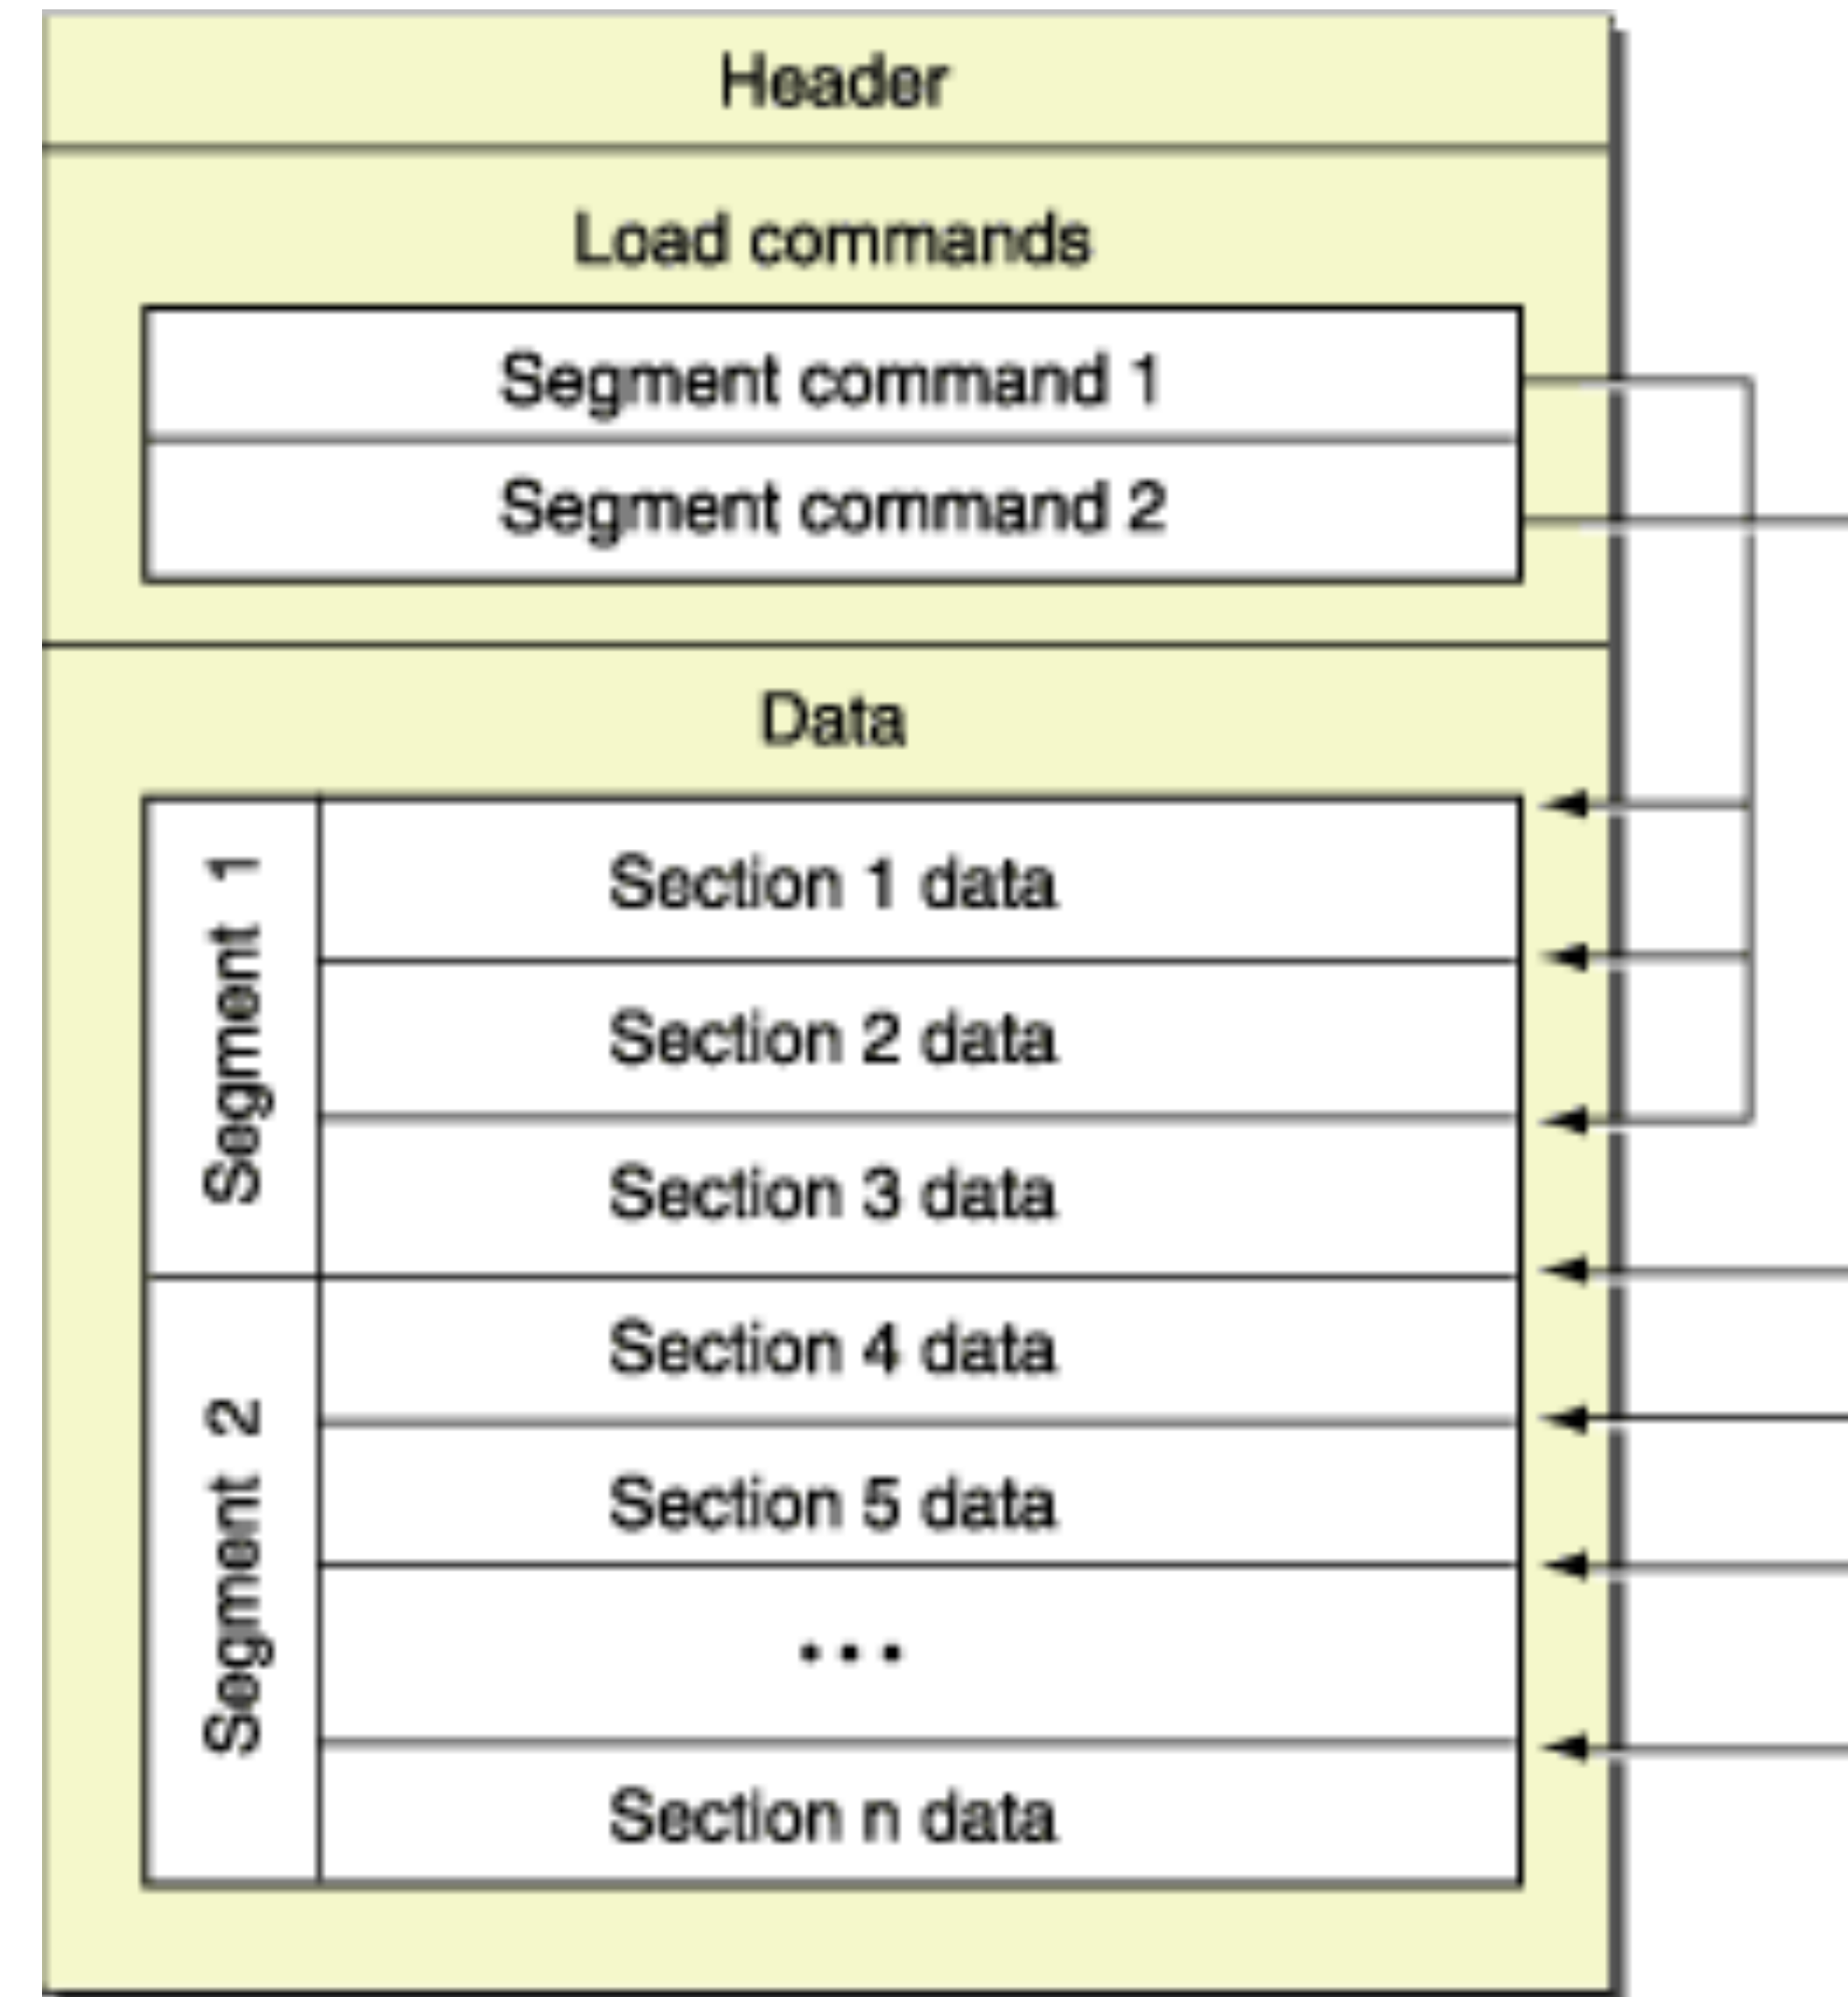 Header
Load commands
Segment command 1
Segment command 2
Data
Segment 1
Section 1 data
Section 2 data
Section 3 data
Segment 2
Section 4 data
Section 5 data
...
Section n data